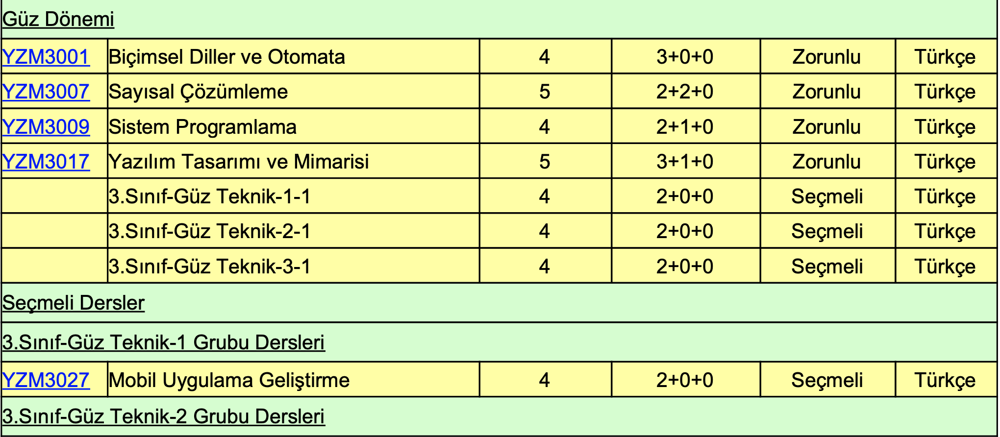 Güz Dönemi
YZM3001 Biçimsel Diller ve Otomata 4 3+0+0 Zorunlu Türkçe
YZM3007 Sayısal Çözümleme 5 2+2+0 Zorunlu Türkçe
YZM3009 Sistem Programlama 4 2+1+0 Zorunlu Türkçe
YZM3017 Yazılım Tasarımı ve Mimarisi 5 3+1+0 Zorunlu Türkçe
3.Sınıf-Güz Teknik-1-1 4 2+0+0 Seçmeli Türkçe
3.Sınıf-Güz Teknik-2-1 4 2+0+0 Seçmeli Türkçe
3.Sınıf-Güz Teknik-3-1 4 2+0+0 Seçmeli Türkçe
Seçmeli Dersler
3.Sınıf-Güz Teknik-1 Grubu Dersleri
YZM3027 Mobil Uygulama Geliştirme 4 2+0+0 Seçmeli Türkçe
3.Sınıf-Güz Teknik-2 Grubu Dersleri